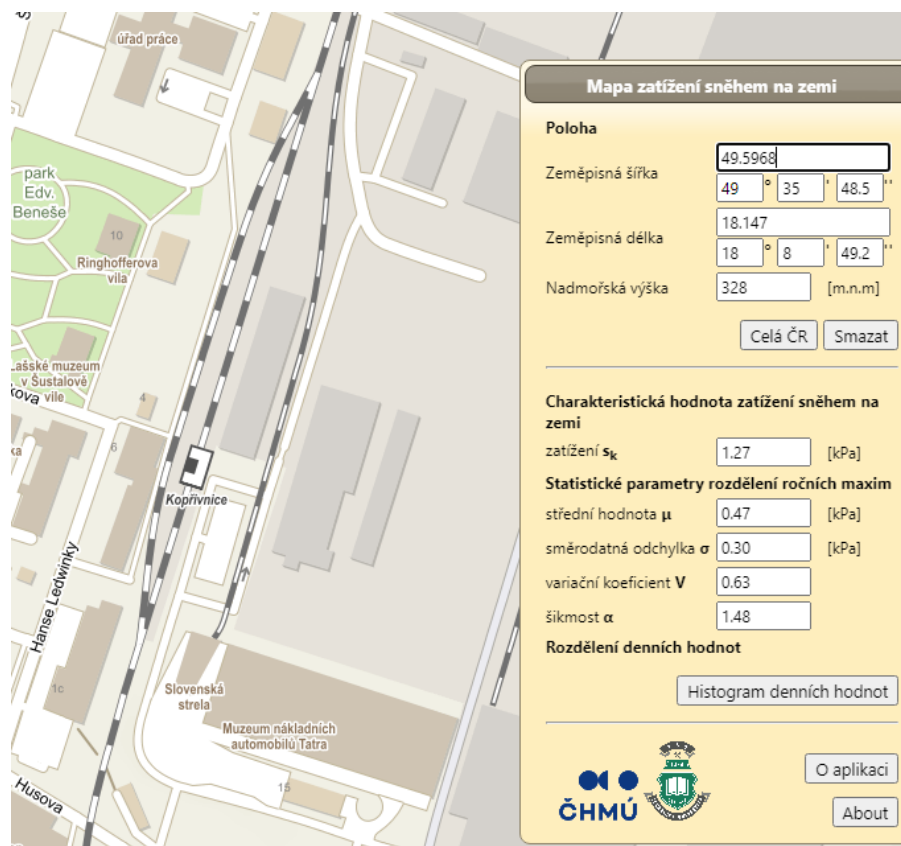 úřad práce
park
Edv.
Beneše
10
Ringhofferova
vila
Lašské muzeum
v Šustalově
vile
4
6
Kopřivnice
Hanse Ledwinky
1c
Slovenská
strela
Muzeum nákladních
automobilů Tatra
15
Husova
Mapa zatížení sněhem na zemi
Poloha
Zeměpisná šířka
49.5968
49 ° 35 ' 48.5 ''
Zeměpisná délka
18.147
18 ° 8 ' 49.2 ''
Nadmořská výška 328 [m.n.m]
Celá ČR Smazat
Charakteristická hodnota zatížení sněhem na
zemi
zatížení sk 1.27 [kPa]
Statistické parametry rozdělení ročních maxim
střední hodnota μ 0.47 [kPa]
směrodatná odchylka σ 0.30 [kPa]
variační koeficient V 0.63
šikmost α 1.48
Rozdělení denních hodnot
Histogram denních hodnot
ČHMÚ
O aplikaci
About